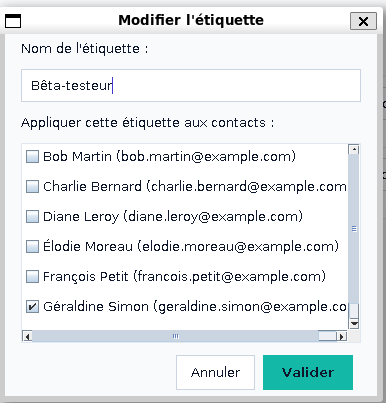 Modifier l'étiquette
Nom de l'étiquette :
Bêta-testeur
Appliquer cette étiquette aux contacts :
Bob Martin (bob.martin@example.com)
Charlie Bernard (charlie.bernard@example.com
Diane Leroy (diane.leroy@example.com)
Élodie Moreau (elodie.moreau@example.com)
François Petit (francois.petit@example.com)
Géraldine Simon (geraldine.simon@example.co
Annuler
Valider